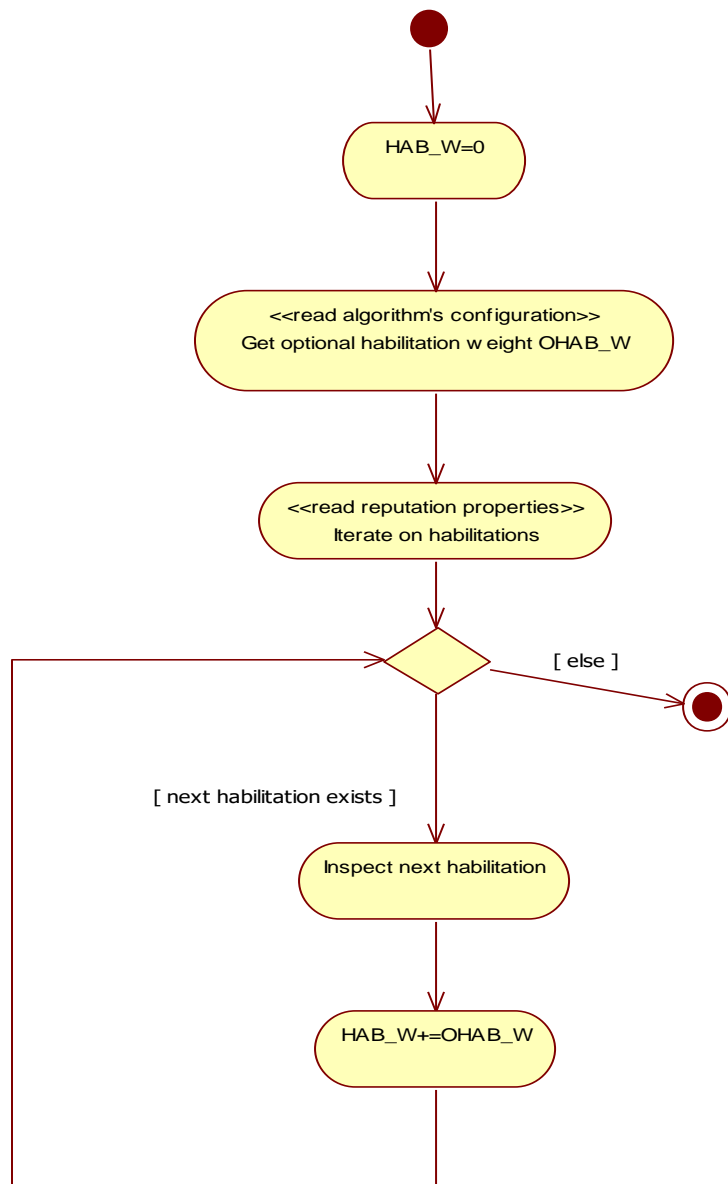 HAB_W=0
<<read algorithm's configuration>>
Get optional habilitation weight OHAB_W
<<read reputation properties>>
Iterate on habilitations
[ else ]
[ next habilitation exists ]
Inspect next habilitation
HAB_W+=OHAB_W